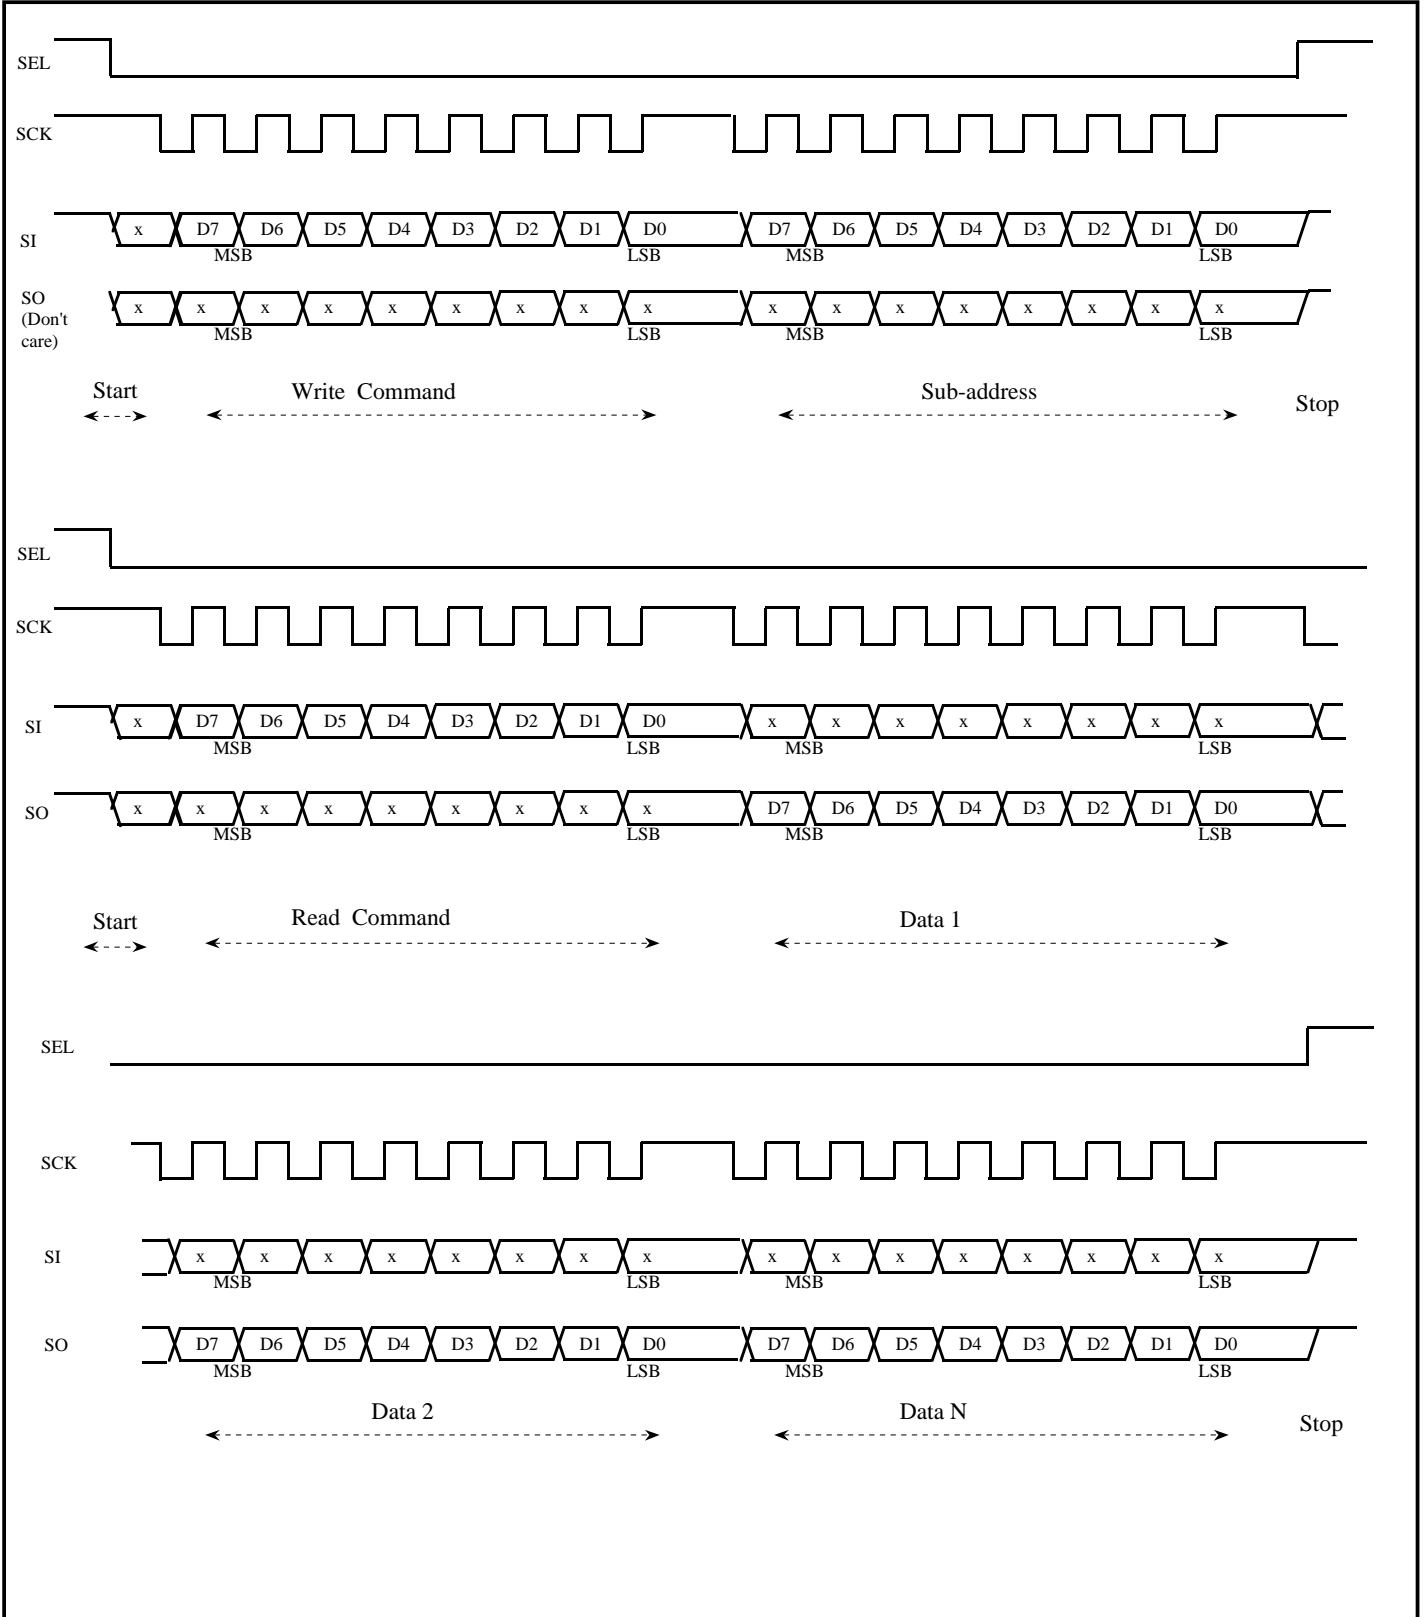 SEL
SCK
SI
x D7 D6 D5 D4 D3 D2 D1 D0 D7 D6 D5 D4 D3 D2 D1 D0
MSB LSB MSB LSB
SO
(Don't
care)
x x x x x x x x x x x x x x x x x
MSB LSB MSB LSB
Start Write Command Sub-address Stop
SEL
SCK
SI
x D7 D6 D5 D4 D3 D2 D1 D0 x x x x x x x x
MSB LSB MSB LSB
SO
x x x x x x x x x D7 D6 D5 D4 D3 D2 D1 D0
MSB LSB MSB LSB
Start Read Command Data 1
SEL
SCK
SI
x x x x x x x x x x x x x x x x
MSB LSB MSB LSB
SO
D7 D6 D5 D4 D3 D2 D1 D0 D7 D6 D5 D4 D3 D2 D1 D0
MSB LSB MSB LSB
Data 2 Data N Stop